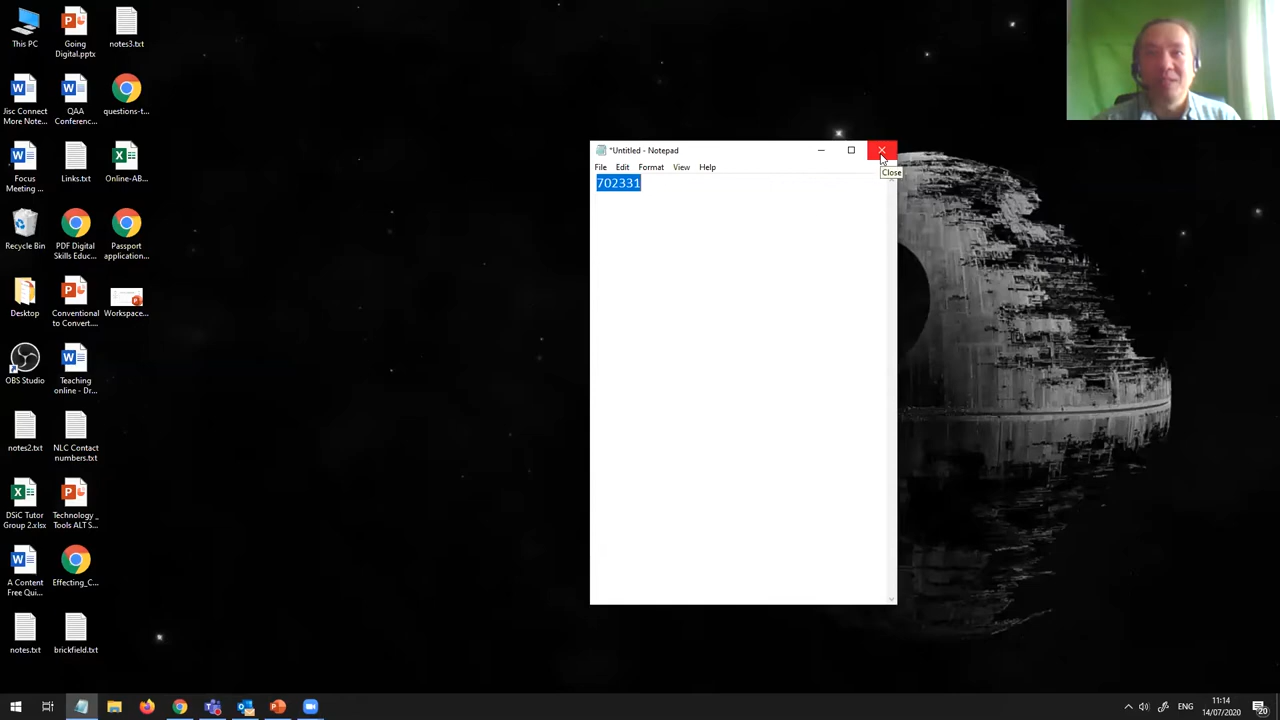 This PC
Going
Digital.pptx
notes3.txt
Jisc Connect
More Note...
QAA
Conferenc...
questions-t...
Focus
Meeting ...
Links.txt
Online-AB...
Recycle Bin
PDF Digital
Skills Educ...
Passport
application...
Desktop
Conventional
to Convert....
Workspace...
OBS Studio
Teaching
online - Dr...
notes2.txt
NLC Contact
numbers.txt
DSiC Tutor
Group 2.xlsx
Technology_
Tools ALT S...
A Content
Free Qui...
Effecting_C...
notes.txt
brickfield.txt
*Untitled - Notepad
File Edit Format View Help
702331
Close
ENG
11:14
14/07/2020
20